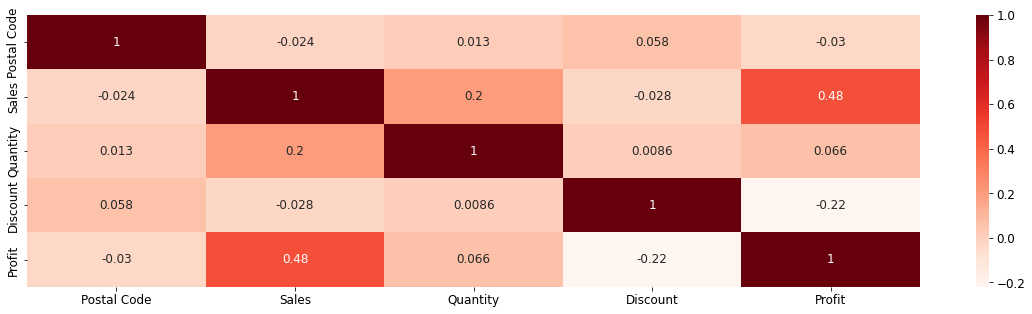 Postal Code 1 -0.024 0.013 0.058 -0.03
Sales -0.024 1 0.2 -0.028 0.48
Quantity 0.013 0.2 1 0.0086 0.066
Discount 0.058 -0.028 0.0086 1 -0.22
Profit -0.03 0.48 0.066 -0.22 1
Postal Code Sales Quantity Discount Profit
1.0
0.8
0.6
0.4
0.2
0.0
−0.2